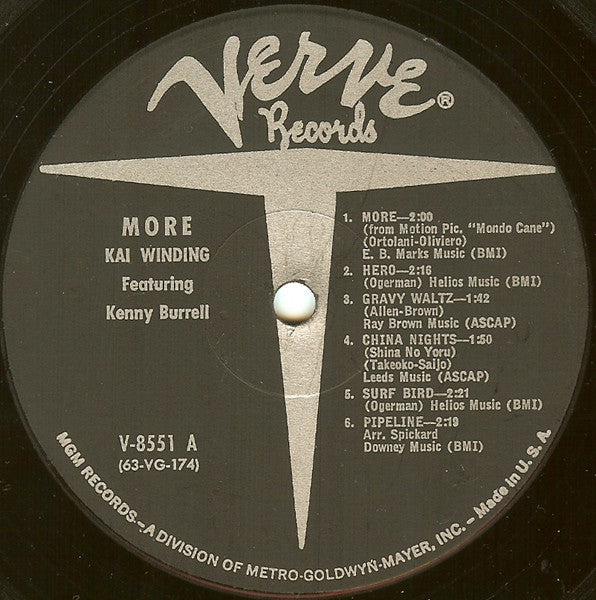 Verve®
Records
MORE
KAI WINDING
Featuring
Kenny Burrell
V-8551 A
(63-VG-174)
1. MORE—2:00
(from Motion Pic. "Mondo Cane")
(Ortolani-Oliviero)
E. B. Marks Music (BMI)
2. HERO—2:16
(Ogerman) Helios Music (BMI)
3. GRAVY WALTZ—1:42
(Allen-Brown)
Ray Brown Music (ASCAP)
4. CHINA NIGHTS—1:50
(Shina No Yoru)
(Takeoko-Saijo)
Leeds Music (ASCAP)
5. SURF BIRD—2:21
(Ogerman) Helios Music (BMI)
6. PIPELINE—2:19
Arr. Spickard
Downey Music (BMI)
MGM RECORDS—A DIVISION OF METRO-GOLDWYN-MAYER, INC. – Made in U. S. A.